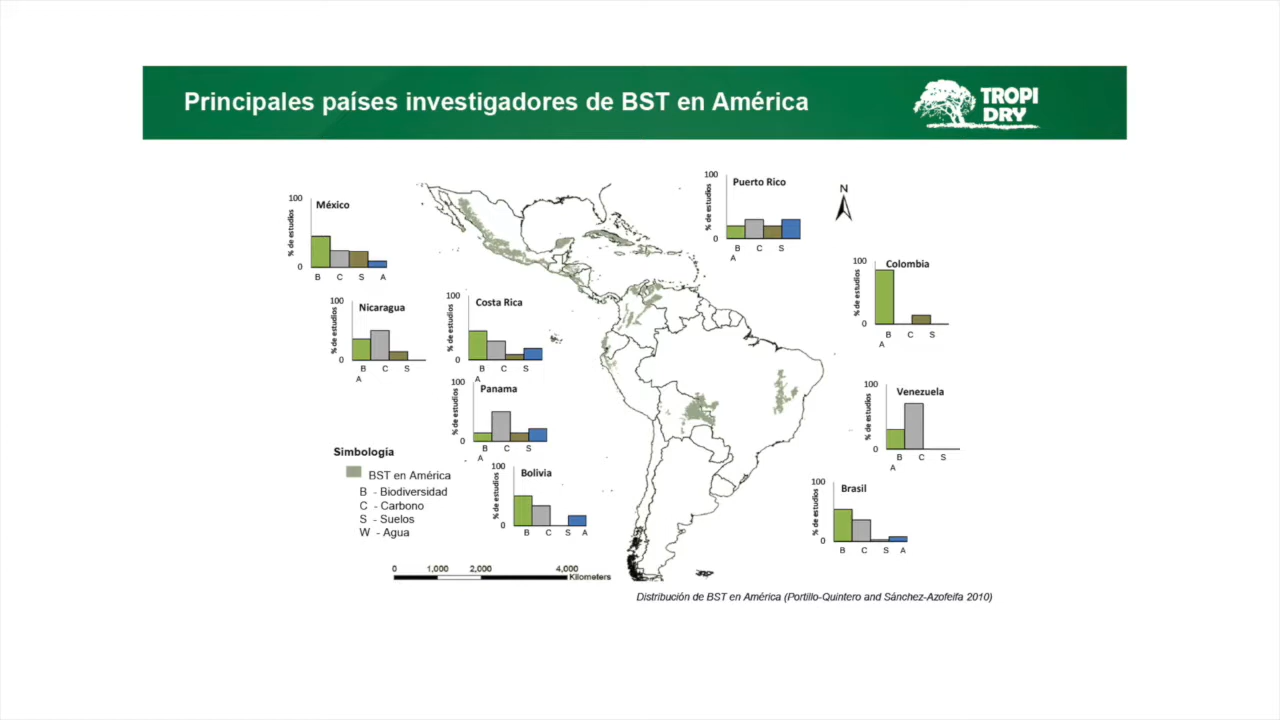 Principales países investigadores de BST en América
TROPI
DRY
México
% de estudios
100
0
B C S A
Nicaragua
% de estudios
100
0
B C S
A
Costa Rica
% de estudios
100
0
B C S
A
Panama
% de estudios
100
0
B C S
A
Bolivia
% de estudios
100
0
B C S A
Puerto Rico
% de estudios
100
0
B C S
A
N
Colombia
% de estudios
100
0
B C S
A
Venezuela
% de estudios
100
0
B C S
A
Brasil
% de estudios
100
0
B C S A
Simbología
BST en América
B - Biodiversidad
C - Carbono
S - Suelos
W - Agua
0 1,000 2,000 4,000
Kilometers
Distribución de BST en América (Portillo-Quintero and Sánchez-Azofeifa 2010)